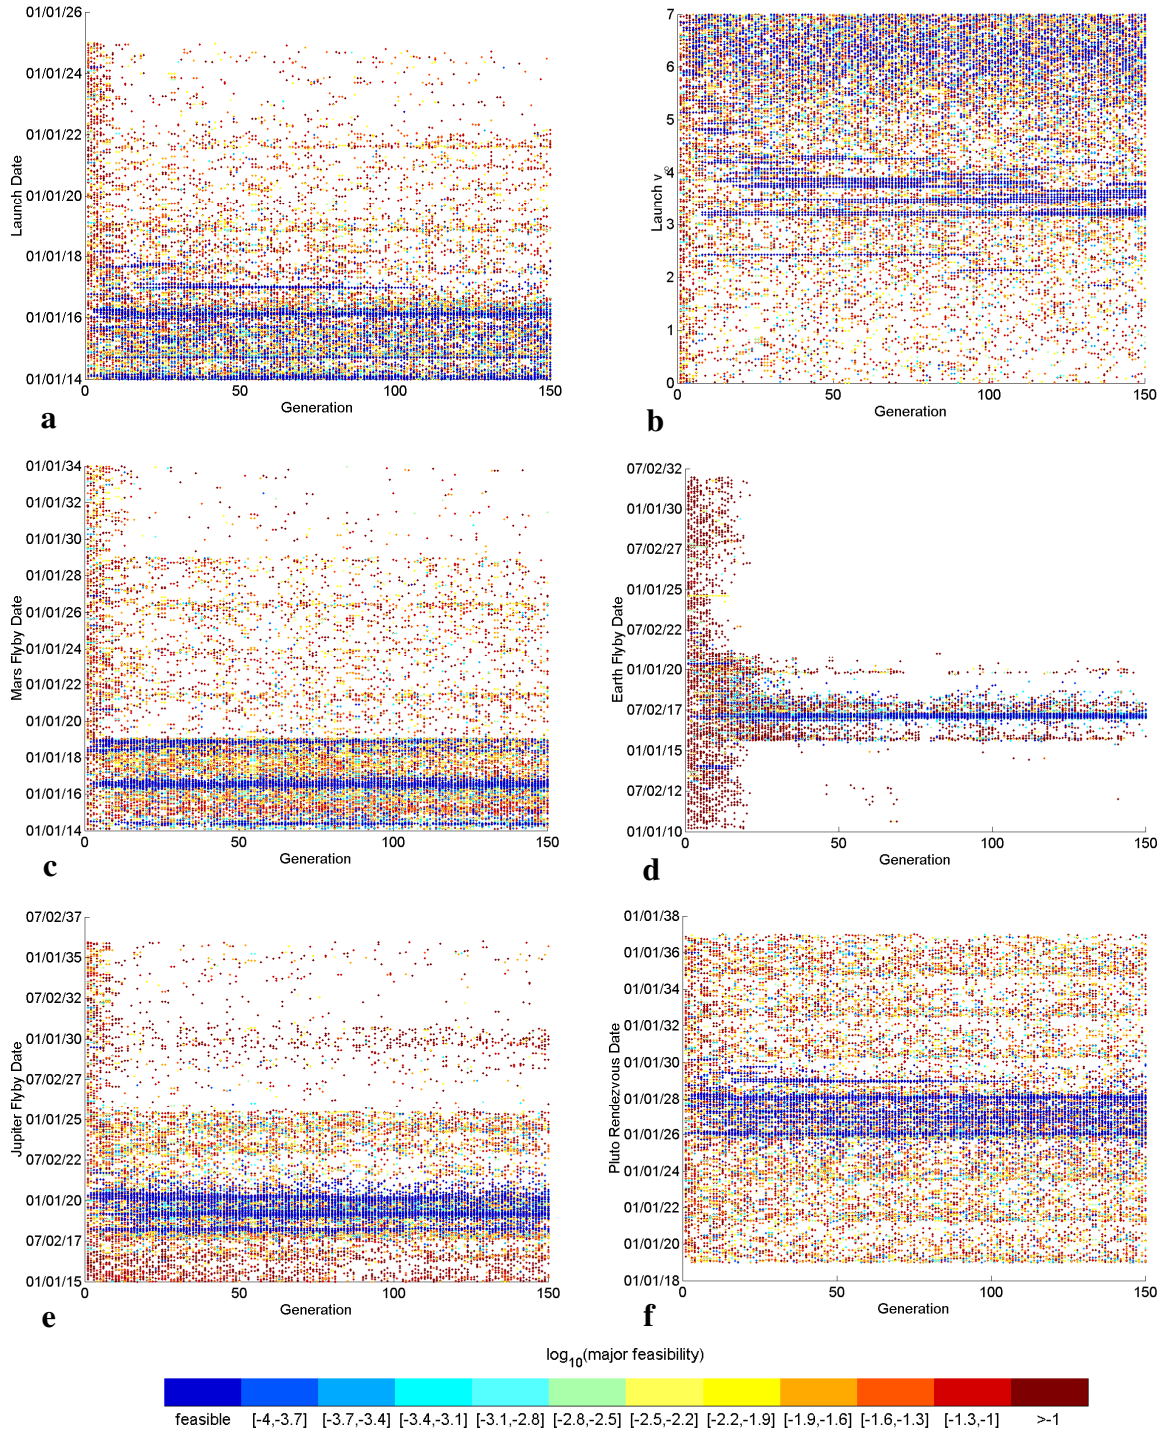 01/01/26
01/01/24
01/01/22
01/01/20
01/01/18
01/01/16
01/01/14
Launch Date
0 50 100 150
Generation
a
7
6
5
4
3
2
1
0
Launch v∞
0 50 100 150
Generation
b
01/01/34
01/01/32
01/01/30
01/01/28
01/01/26
01/01/24
01/01/22
01/01/20
01/01/18
01/01/16
01/01/14
Mars Flyby Date
0 50 100 150
Generation
c
07/02/32
01/01/30
07/02/27
01/01/25
07/02/22
01/01/20
07/02/17
01/01/15
07/02/12
01/01/10
Earth Flyby Date
0 50 100 150
Generation
d
07/02/37
01/01/35
07/02/32
01/01/30
07/02/27
01/01/25
07/02/22
01/01/20
07/02/17
01/01/15
Jupiter Flyby Date
0 50 100 150
Generation
e
01/01/38
01/01/36
01/01/34
01/01/32
01/01/30
01/01/28
01/01/26
01/01/24
01/01/22
01/01/20
01/01/18
Pluto Rendezvous Date
0 50 100 150
Generation
f
log10(major feasibility)
feasible [-4,-3.7] [-3.7,-3.4] [-3.4,-3.1] [-3.1,-2.8] [-2.8,-2.5] [-2.5,-2.2] [-2.2,-1.9] [-1.9,-1.6] [-1.6,-1.3] [-1.3,-1] >-1